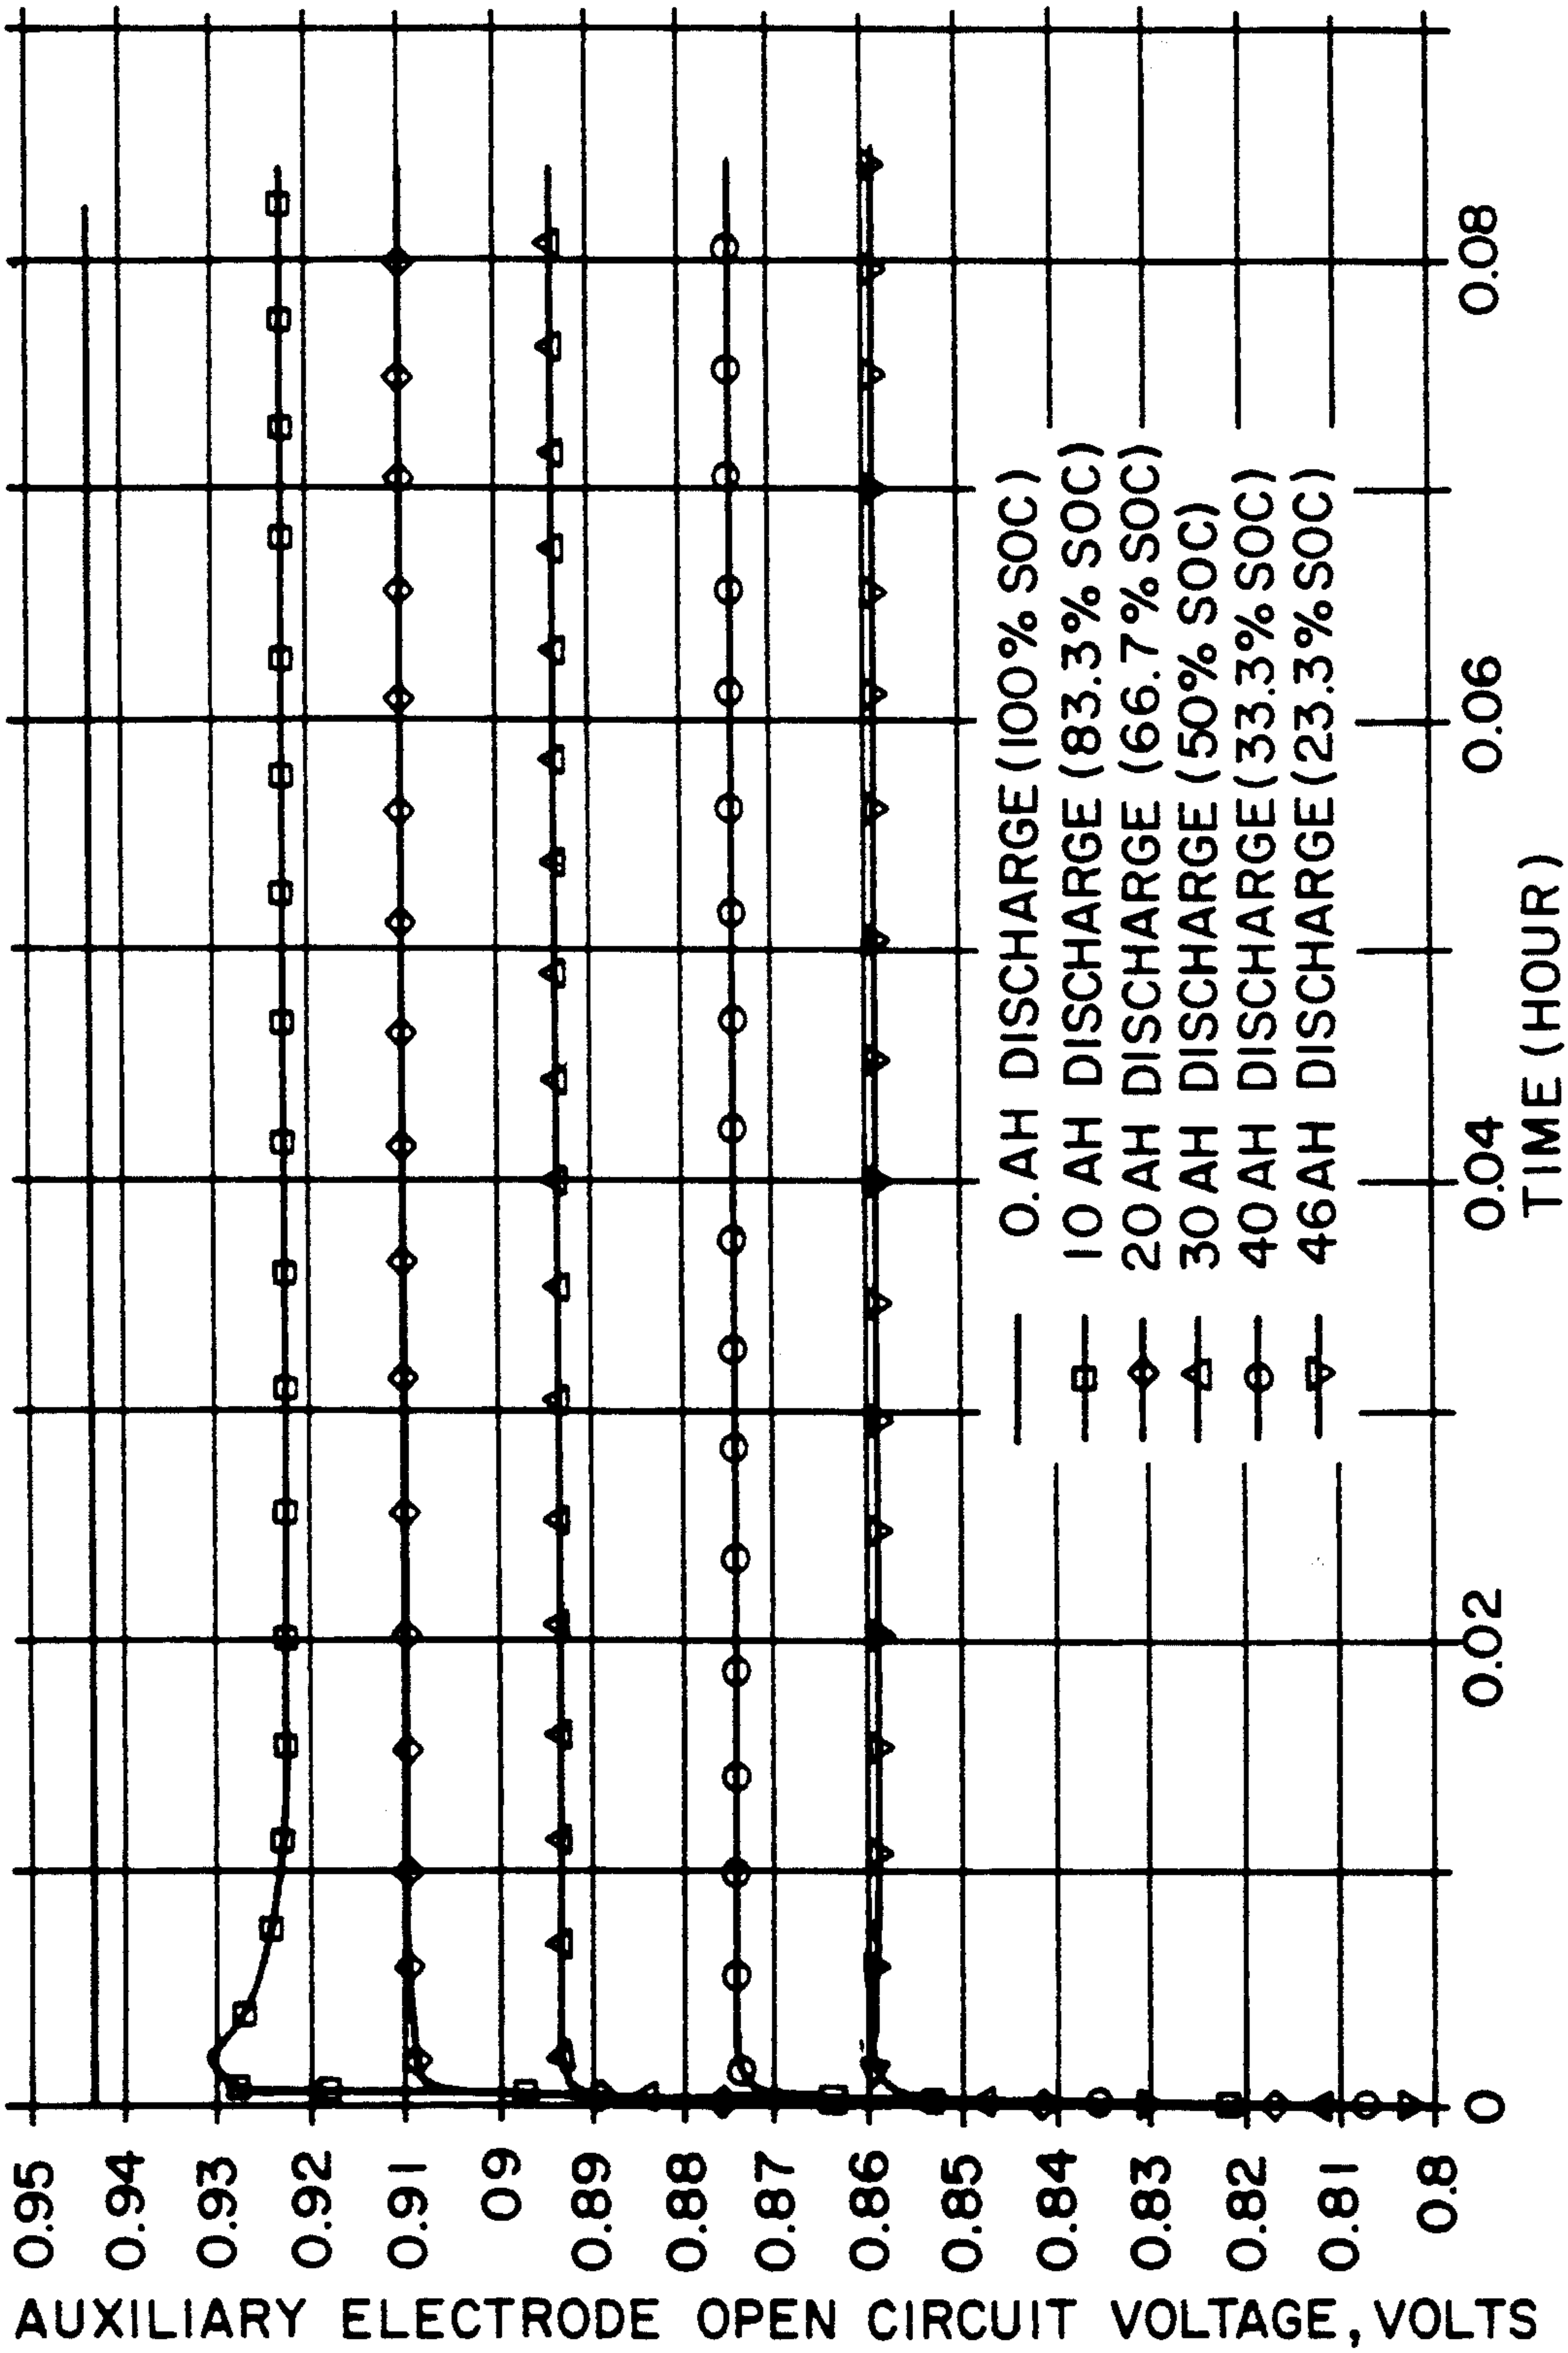 AUXILIARY ELECTRODE OPEN CIRCUIT VOLTAGE, VOLTS
0.95
0.94
0.93
0.92
0.91
09
0.89
0.88
0.87
0.86
0.85
0.84
0.83
0.82
0.81
0.8
0. AH DISCHARGE (100% SOC)
10 AH DISCHARGE (83.3% SOC)
20 AH DISCHARGE (66.7% SOC)
30 AH DISCHARGE (50% SOC)
40 AH DISCHARGE (33.3% SOC)
46 AH DISCHARGE (23.3% SOC)
0
0.02
0.04
0.06
0.08
TIME (HOUR)